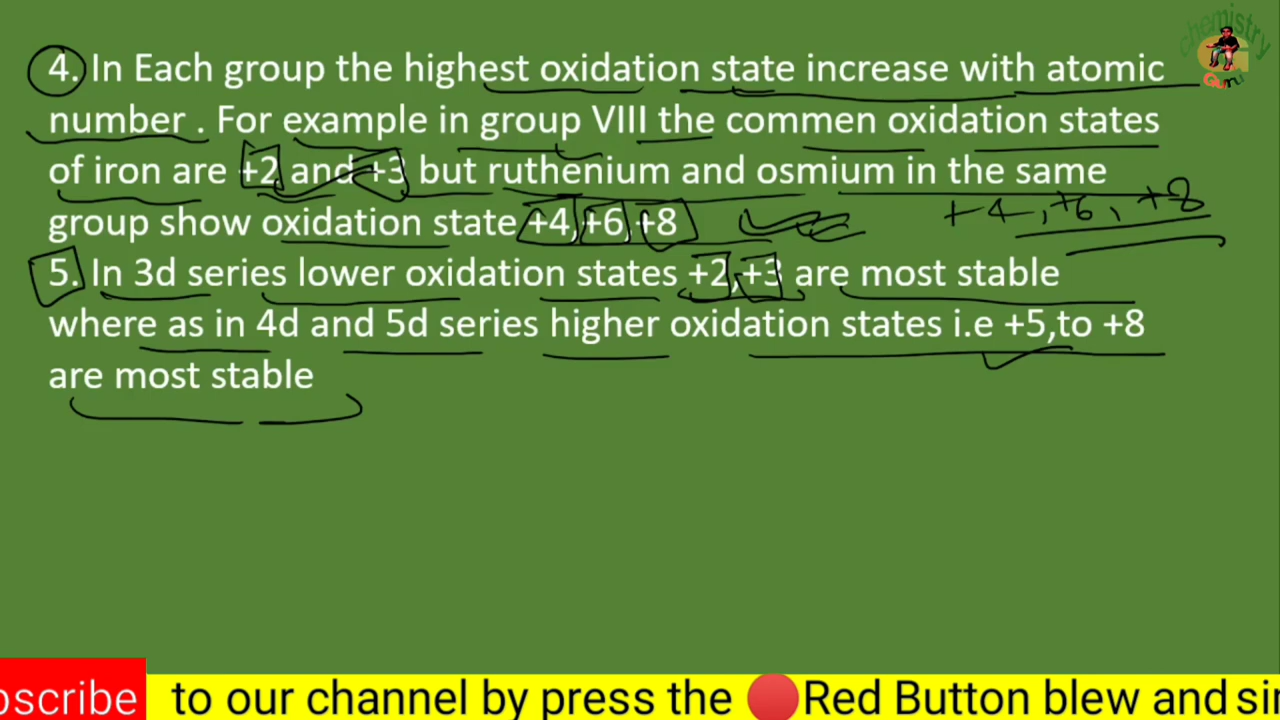 chemistry
Guru
4. In Each group the highest oxidation state increase with atomic
number . For example in group VIII the commen oxidation states
of iron are +2 and +3 but ruthenium and osmium in the same
group show oxidation state +4,+6,+8
+4,+6,+8
5. In 3d series lower oxidation states +2,+3 are most stable
where as in 4d and 5d series higher oxidation states i.e +5,to +8
are most stable
bscribe to our channel by press the 🔴Red Button blew and sin